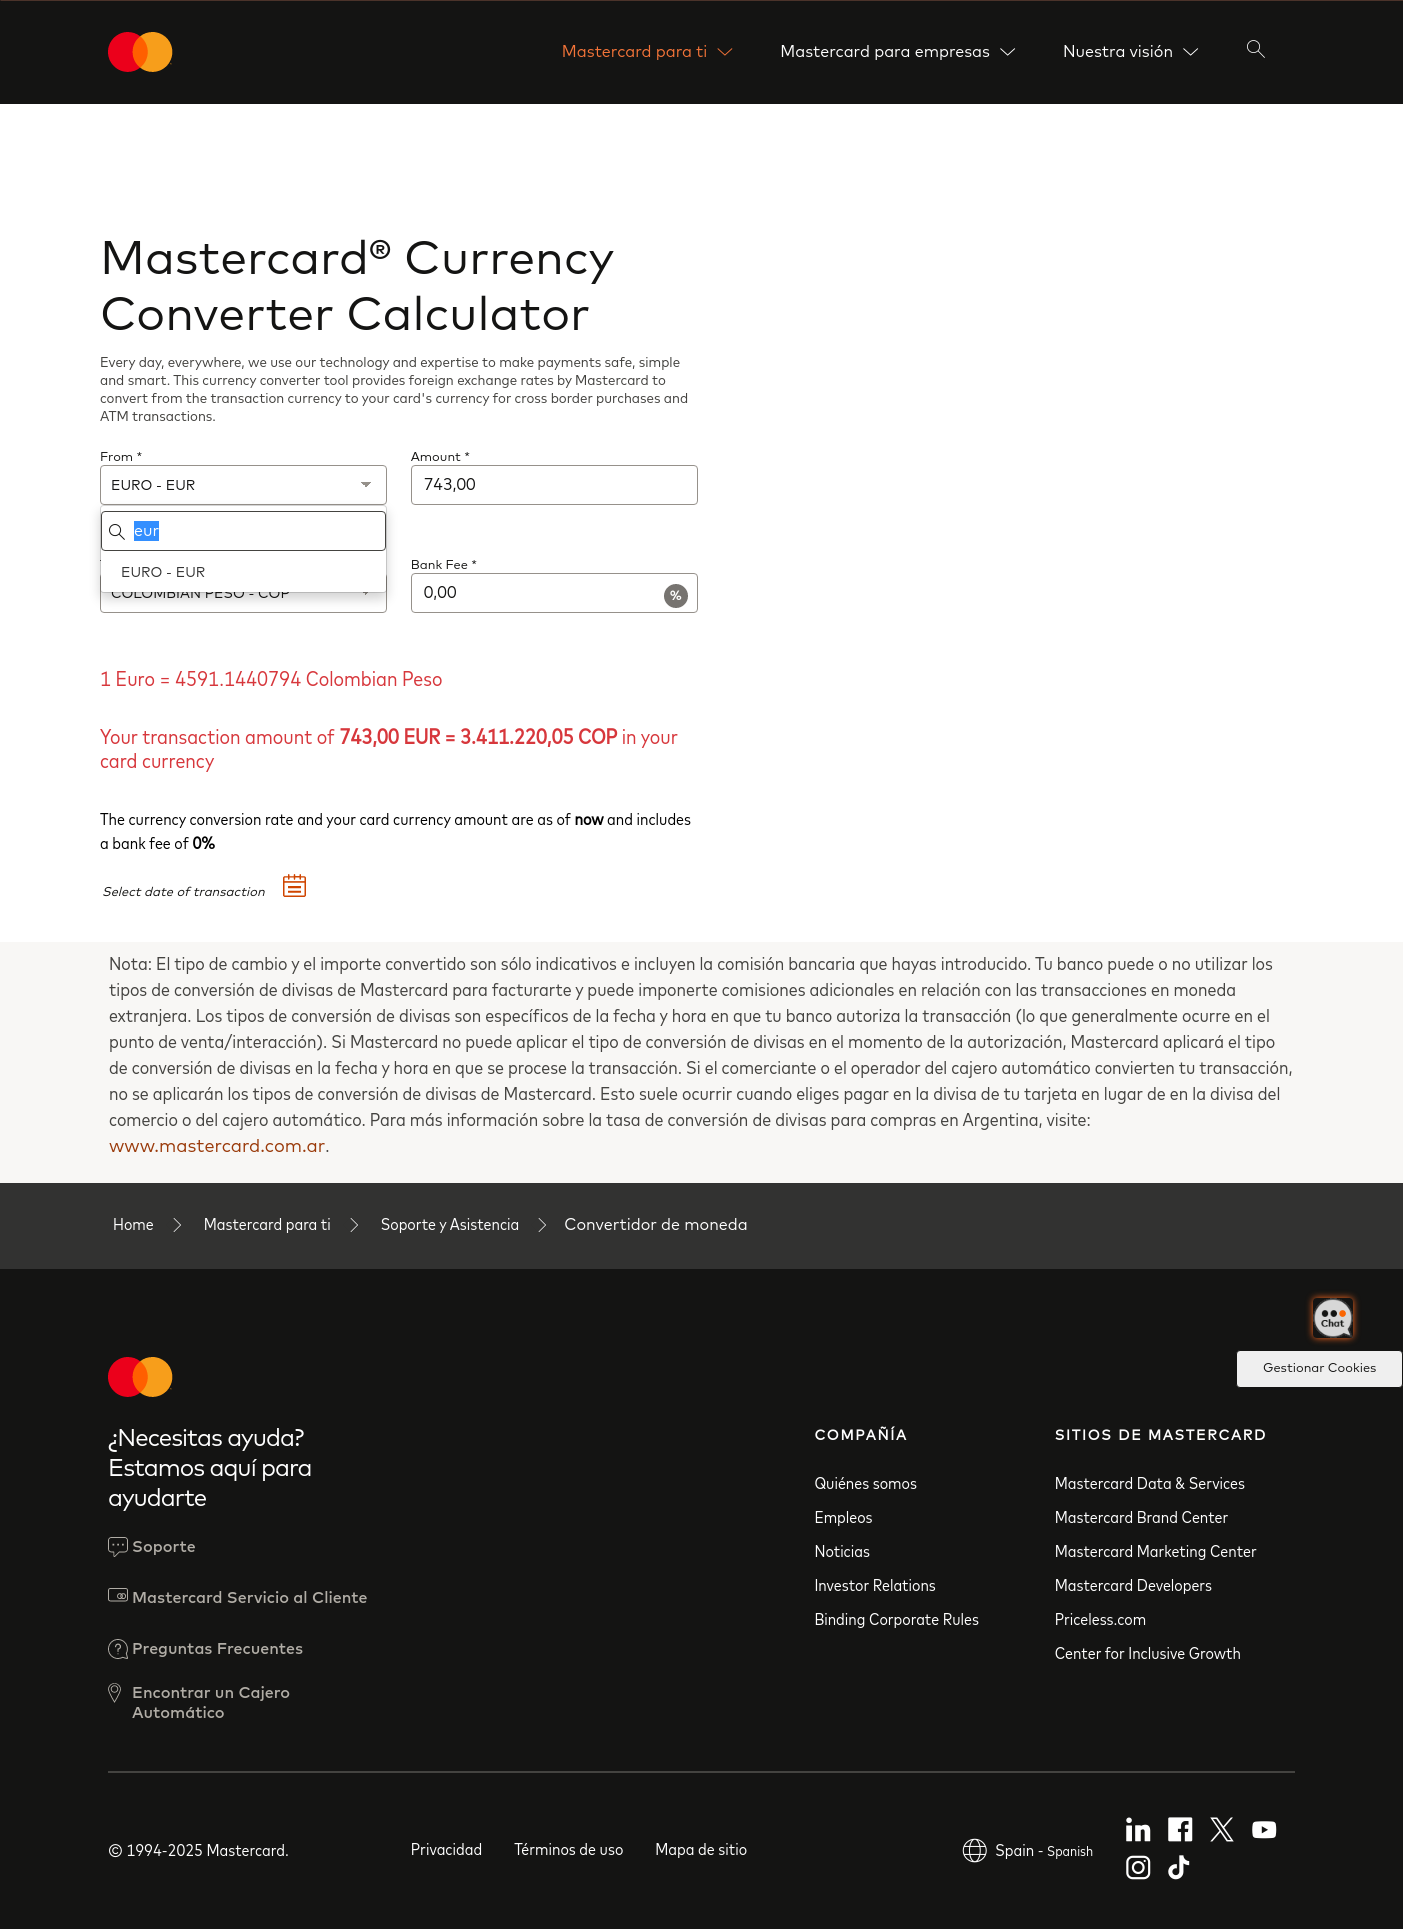 Mastercard para ti
Mastercard para empresas
Nuestra visión
Mastercard® Currency
Converter Calculator
Every day, everywhere, we use our technology and expertise to make payments safe, simple
and smart. This currency converter tool provides foreign exchange rates by Mastercard to
convert from the transaction currency to your card's currency for cross border purchases and
ATM transactions.
From *
Amount *
EURO - EUR
743,00
eur
EURO - EUR
Bank Fee *
COLOMBIAN PESO - COP
0,00
%
1 Euro = 4591.1440794 Colombian Peso
Your transaction amount of 743,00 EUR = 3.411.220,05 COP in your
card currency
The currency conversion rate and your card currency amount are as of now and includes
a bank fee of 0%
Select date of transaction
Nota: El tipo de cambio y el importe convertido son sólo indicativos e incluyen la comisión bancaria que hayas introducido. Tu banco puede o no utilizar los
tipos de conversión de divisas de Mastercard para facturarte y puede imponerte comisiones adicionales en relación con las transacciones en moneda
extranjera. Los tipos de conversión de divisas son específicos de la fecha y hora en que tu banco autoriza la transacción (lo que generalmente ocurre en el
punto de venta/interacción). Si Mastercard no puede aplicar el tipo de conversión de divisas en el momento de la autorización, Mastercard aplicará el tipo
de conversión de divisas en la fecha y hora en que se procese la transacción. Si el comerciante o el operador del cajero automático convierten tu transacción,
no se aplicarán los tipos de conversión de divisas de Mastercard. Esto suele ocurrir cuando eliges pagar en la divisa de tu tarjeta en lugar de en la divisa del
comercio o del cajero automático. Para más información sobre la tasa de conversión de divisas para compras en Argentina, visite:
www.mastercard.com.ar.
Home
Mastercard para ti
Soporte y Asistencia
Convertidor de moneda
Chat
Gestionar Cookies
¿Necesitas ayuda?
Estamos aquí para
ayudarte
Soporte
Mastercard Servicio al Cliente
Preguntas Frecuentes
Encontrar un Cajero
Automático
COMPAÑÍA
Quiénes somos
Empleos
Noticias
Investor Relations
Binding Corporate Rules
SITIOS DE MASTERCARD
Mastercard Data & Services
Mastercard Brand Center
Mastercard Marketing Center
Mastercard Developers
Priceless.com
Center for Inclusive Growth
© 1994-2025 Mastercard.
Privacidad
Términos de uso
Mapa de sitio
Spain - Spanish